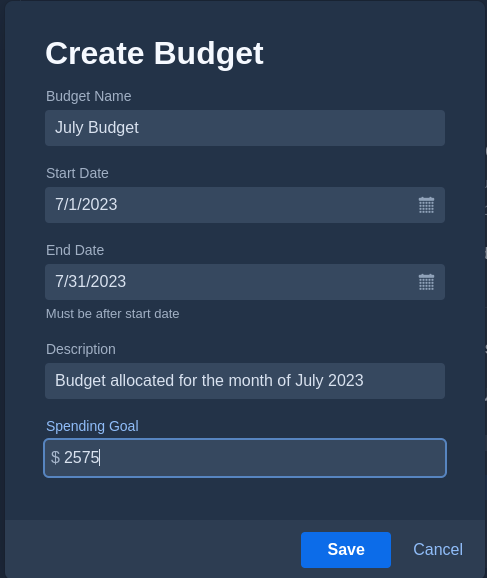 Create Budget
Budget Name
July Budget
Start Date
7/1/2023
End Date
7/31/2023
Must be after start date
Description
Budget allocated for the month of July 2023
Spending Goal
$ 2575
Save Cancel